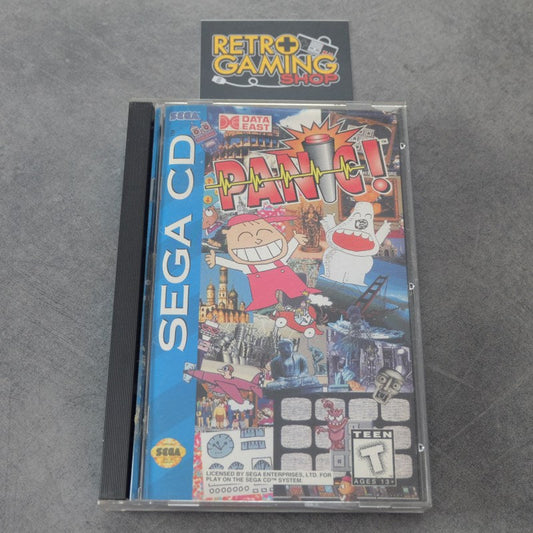 RETRO
GAMING
SHOP
SEGA
SEGA CD
DATA
EAST
PANIC!
TEEN
T
AGES 13+
SEGA
LICENSED BY SEGA ENTERPRISES, LTD. FOR
PLAY ON THE SEGA CD™ SYSTEM.